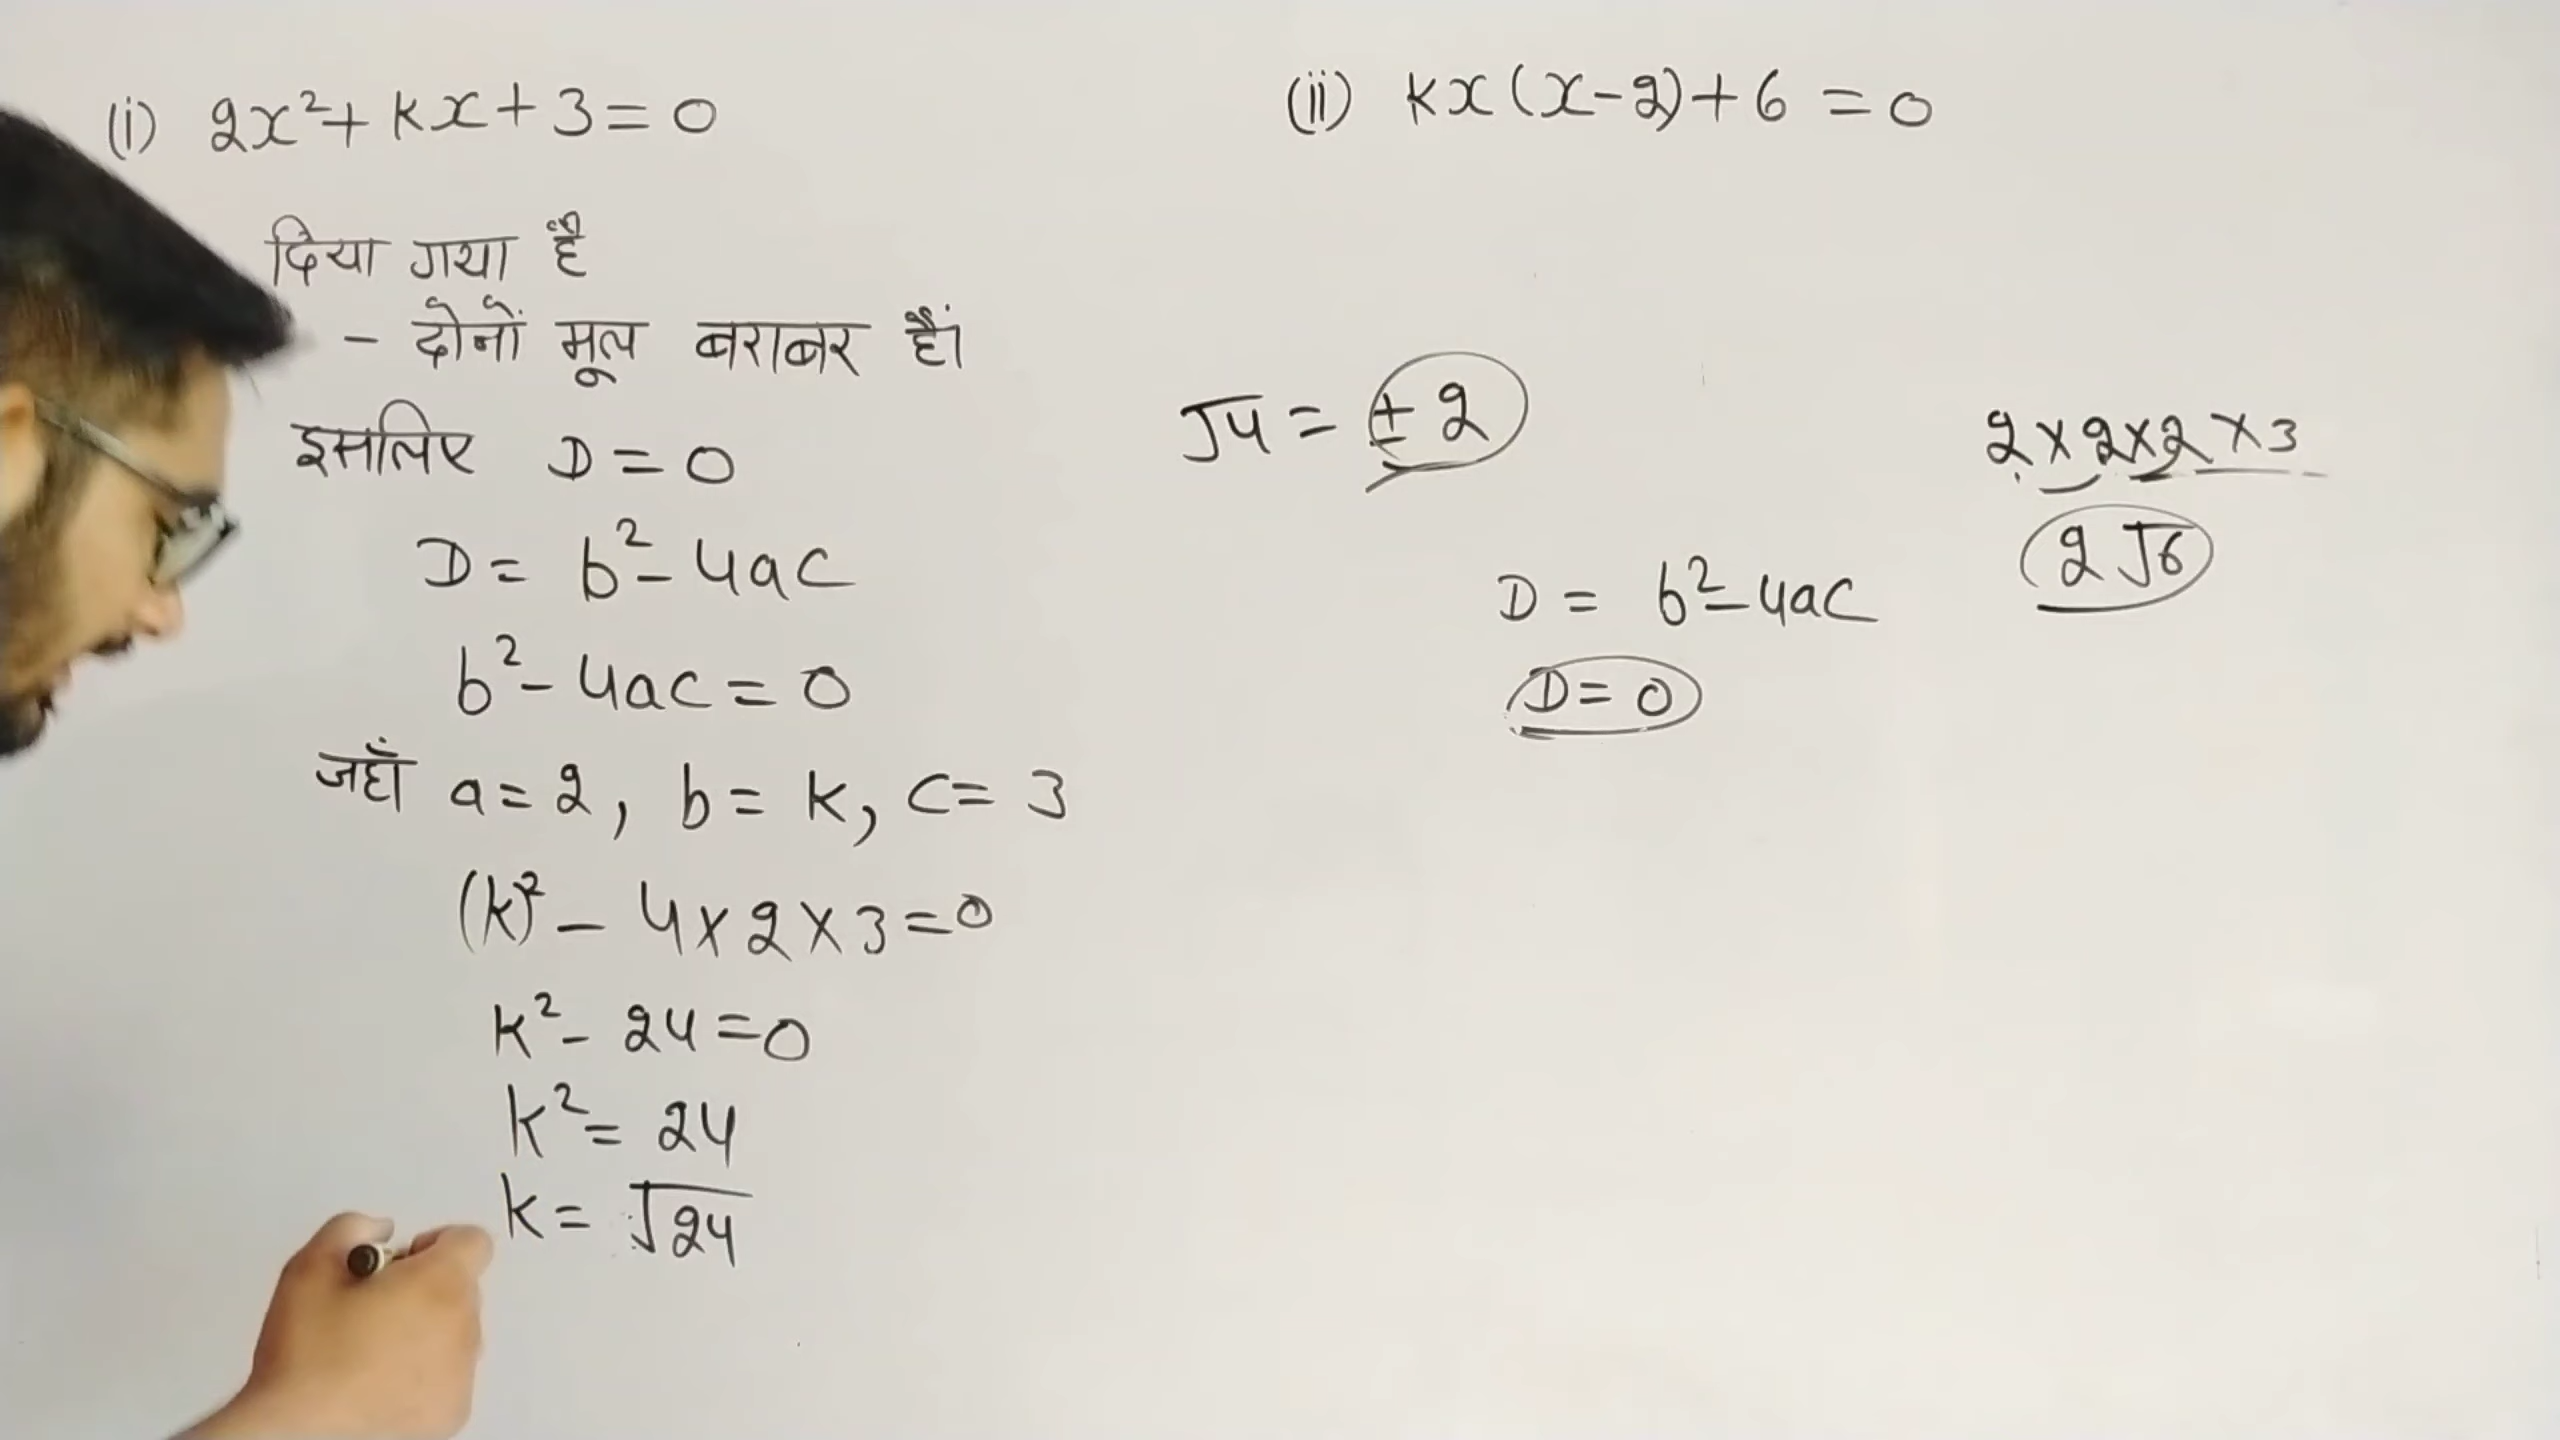 (i) 2x²+ kx + 3 = 0
दिया गया है
- दोनों मूल बराबर हैं।
इसलिए D = 0
D = b² - 4ac
b² - 4ac = 0
जहाँ a = 2, b = k, c = 3
(k)² - 4 × 2 × 3 = 0
k² - 24 = 0
k² = 24
k = √24
(ii) kx (x - 2) + 6 = 0
√4 = ± 2
2 × 2 × 2 × 3
2√6
D = b² - 4ac
D = 0